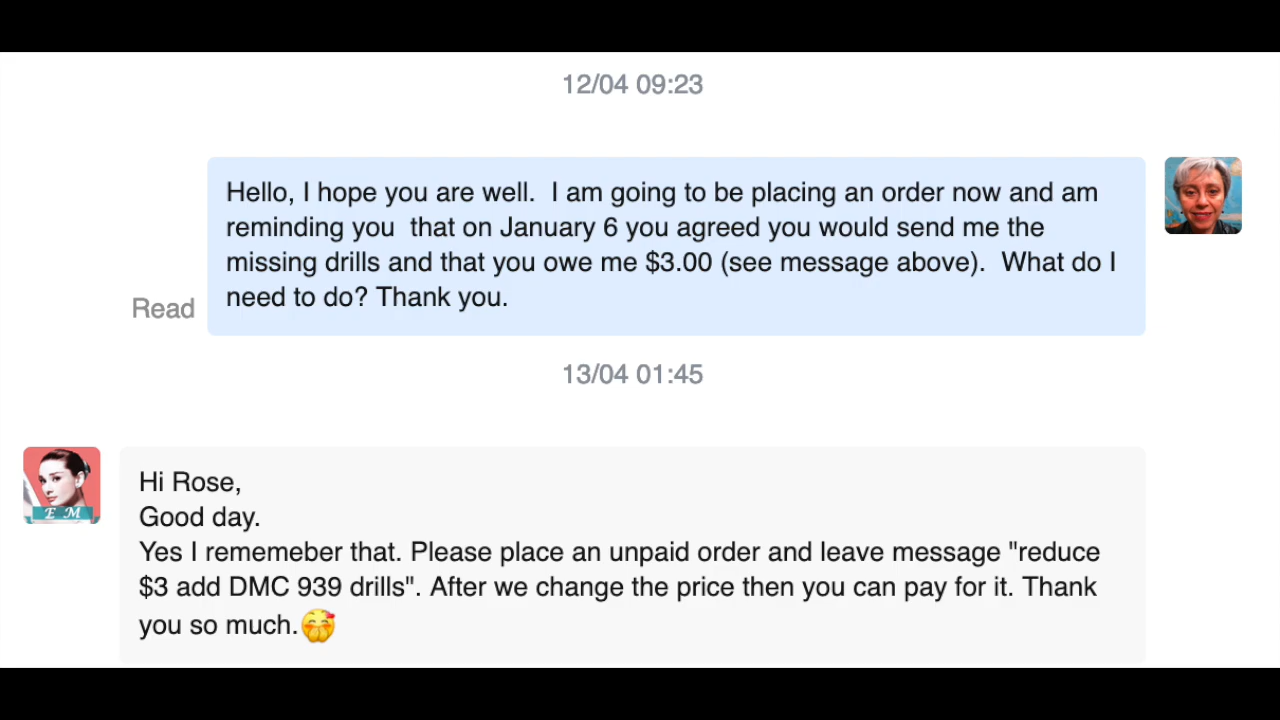 12/04 09:23
Hello, I hope you are well.  I am going to be placing an order now and am
reminding you  that on January 6 you agreed you would send me the
missing drills and that you owe me $3.00 (see message above).  What do I
need to do? Thank you.
Read
13/04 01:45
E M
Hi Rose,
Good day.
Yes I rememeber that. Please place an unpaid order and leave message "reduce
$3 add DMC 939 drills". After we change the price then you can pay for it. Thank
you so much.